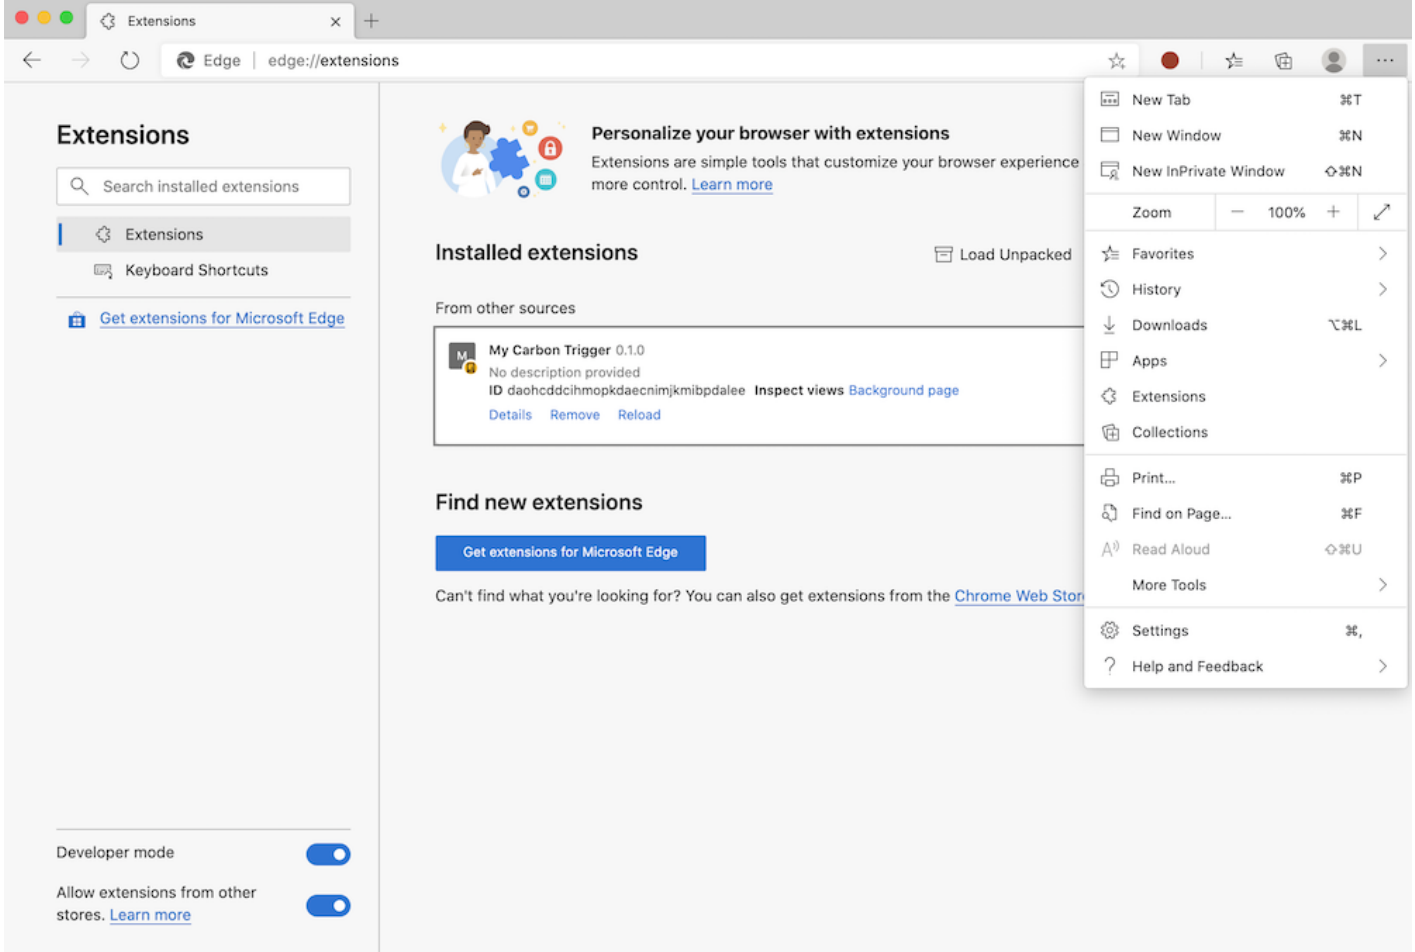 Extensions
Edge | edge://extensions
Extensions
Search installed extensions
Extensions
Keyboard Shortcuts
Get extensions for Microsoft Edge
Developer mode
Allow extensions from other
stores. Learn more
Personalize your browser with extensions
Extensions are simple tools that customize your browser experience
more control. Learn more
Installed extensions
Load Unpacked
From other sources
M
My Carbon Trigger 0.1.0
No description provided
ID daohcddcihmopkdaecnimjkmibpdalee Inspect views Background page
Details Remove Reload
Find new extensions
Get extensions for Microsoft Edge
Can't find what you're looking for? You can also get extensions from the Chrome Web Stor
New Tab ⌘T
New Window ⌘N
New InPrivate Window ⇧⌘N
Zoom — 100% +
Favorites
History
Downloads ⌥⌘L
Apps
Extensions
Collections
Print... ⌘P
Find on Page... ⌘F
Read Aloud ⇧⌘U
More Tools
Settings ⌘,
Help and Feedback